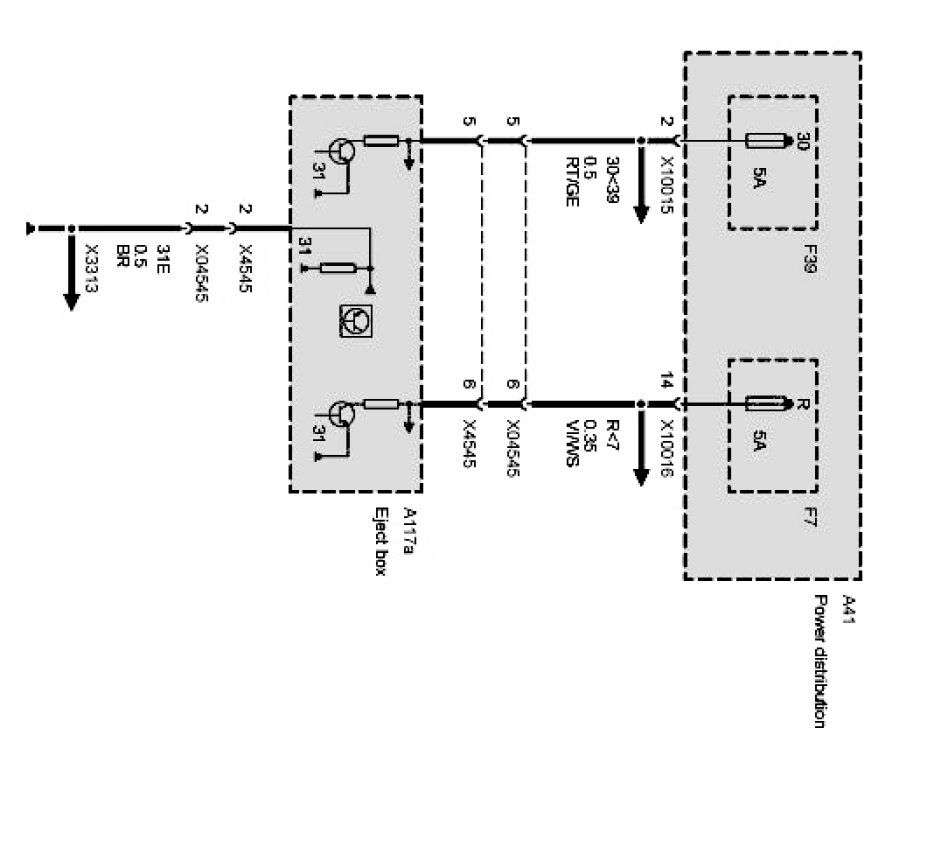 A41
Power distribution
F39
30
5A
F7
R
5A
2
X10015
14
X10016
30<39
0.5
RT/GE
R<7
0.35
VI/WS
5
5
6
X04545
6
X4545
A117a
Eject box
31
31
31
2
X4545
2
X04545
31E
0.5
BR
X3313